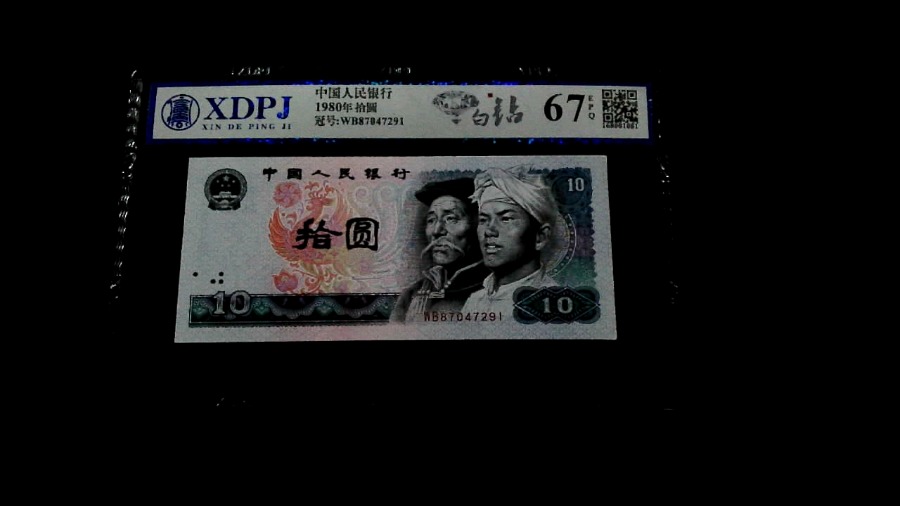 XDPJ
XIN DE PING JI
中国人民银行
1980年拾圆
冠号:WB87047291
白钻
67
EPQ
中國人民银行
10
拾圆
10
10
WB87047291